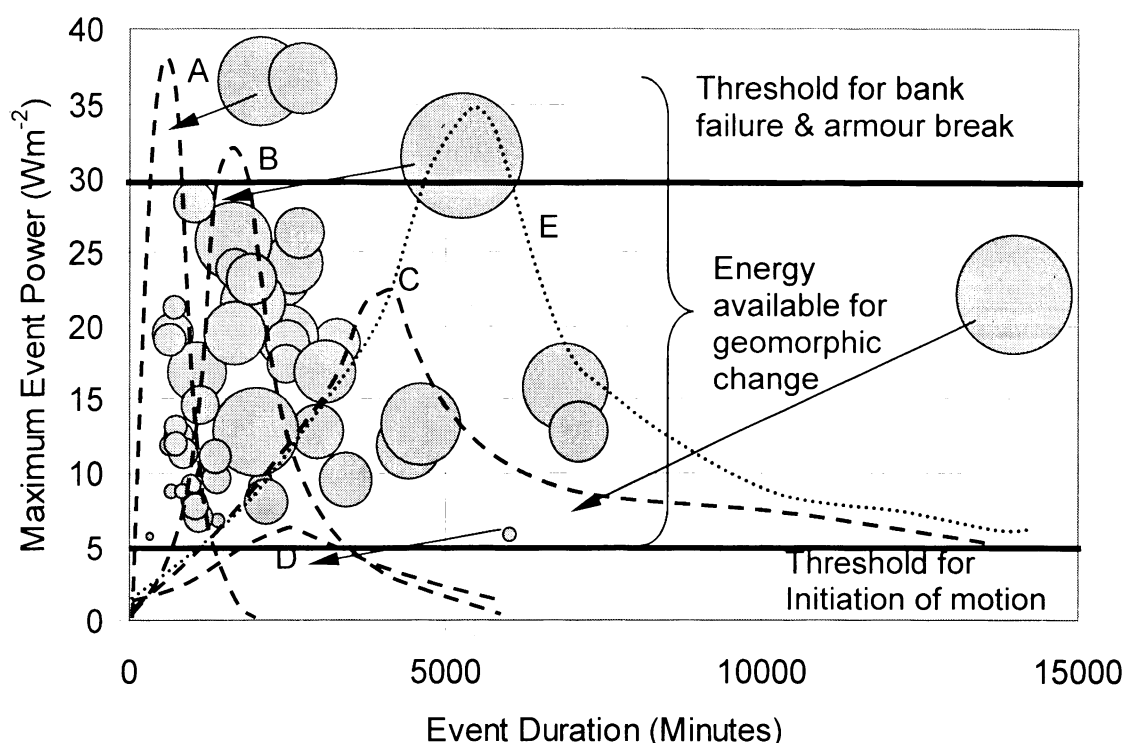 40
35
30
25
20
15
10
5
0
Maximum Event Power (Wm-2)
A
B
C
D
E
Threshold for bank
failure & armour break
Energy
available for
geomorphic
change
Threshold for
Initiation of motion
0
5000
10000
15000
Event Duration (Minutes)